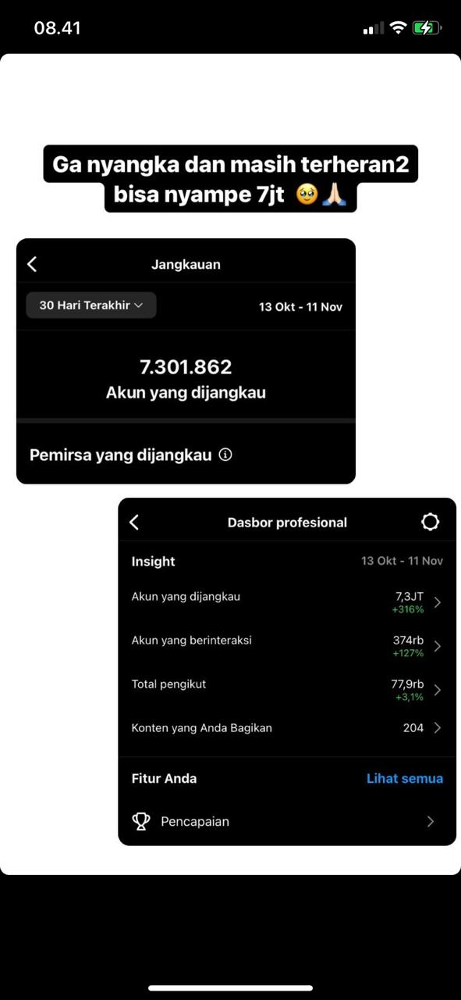 08.41
Ga nyangka dan masih terheran2
bisa nyampe 7jt 🥹🙏🏻
Jangkauan
30 Hari Terakhir
13 Okt - 11 Nov
7.301.862
Akun yang dijangkau
Pemirsa yang dijangkau
Dasbor profesional
Insight
13 Okt - 11 Nov
Akun yang dijangkau
7,3JT
+316%
Akun yang berinteraksi
374rb
+127%
Total pengikut
77,9rb
+3,1%
Konten yang Anda Bagikan
204
Fitur Anda
Lihat semua
Pencapaian